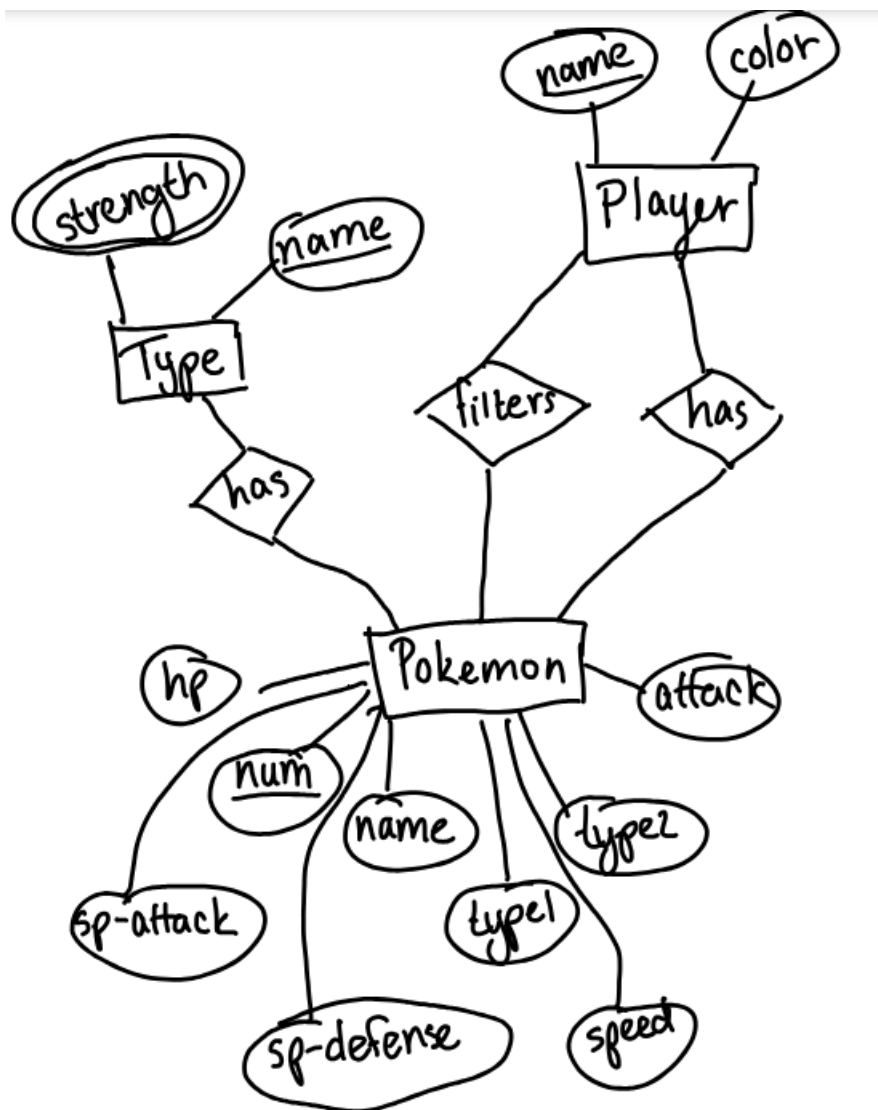 name
color
strength
name
Player
Type
filters
has
has
Pokemon
hp
attack
num
name
type2
sp-attack
type1
sp-defense
speed